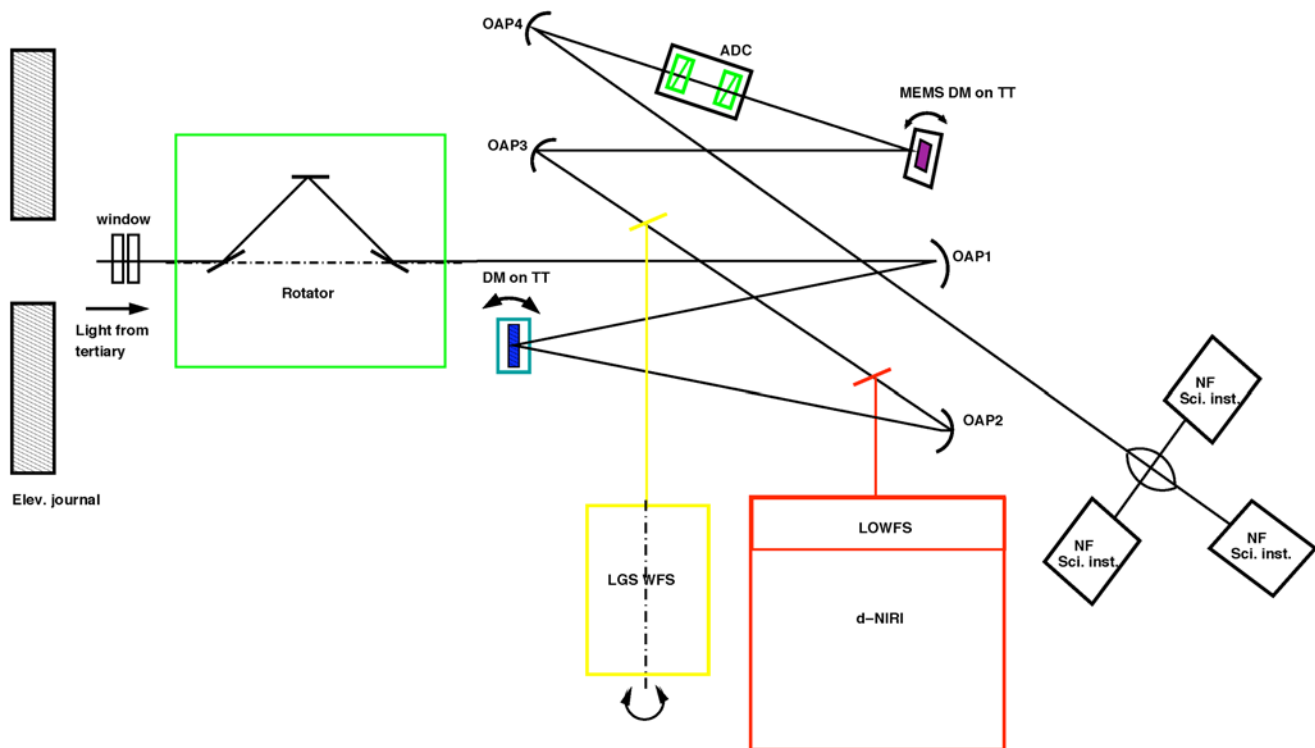 OAP4
ADC
MEMS DM on TT
OAP3
window
OAP1
DM on TT
Rotator
Light from
tertiary
NF
Sci. inst.
OAP2
Elev. journal
LOWFS
NF
Sci. inst.
NF
Sci. inst.
LGS WFS
d–NIRI